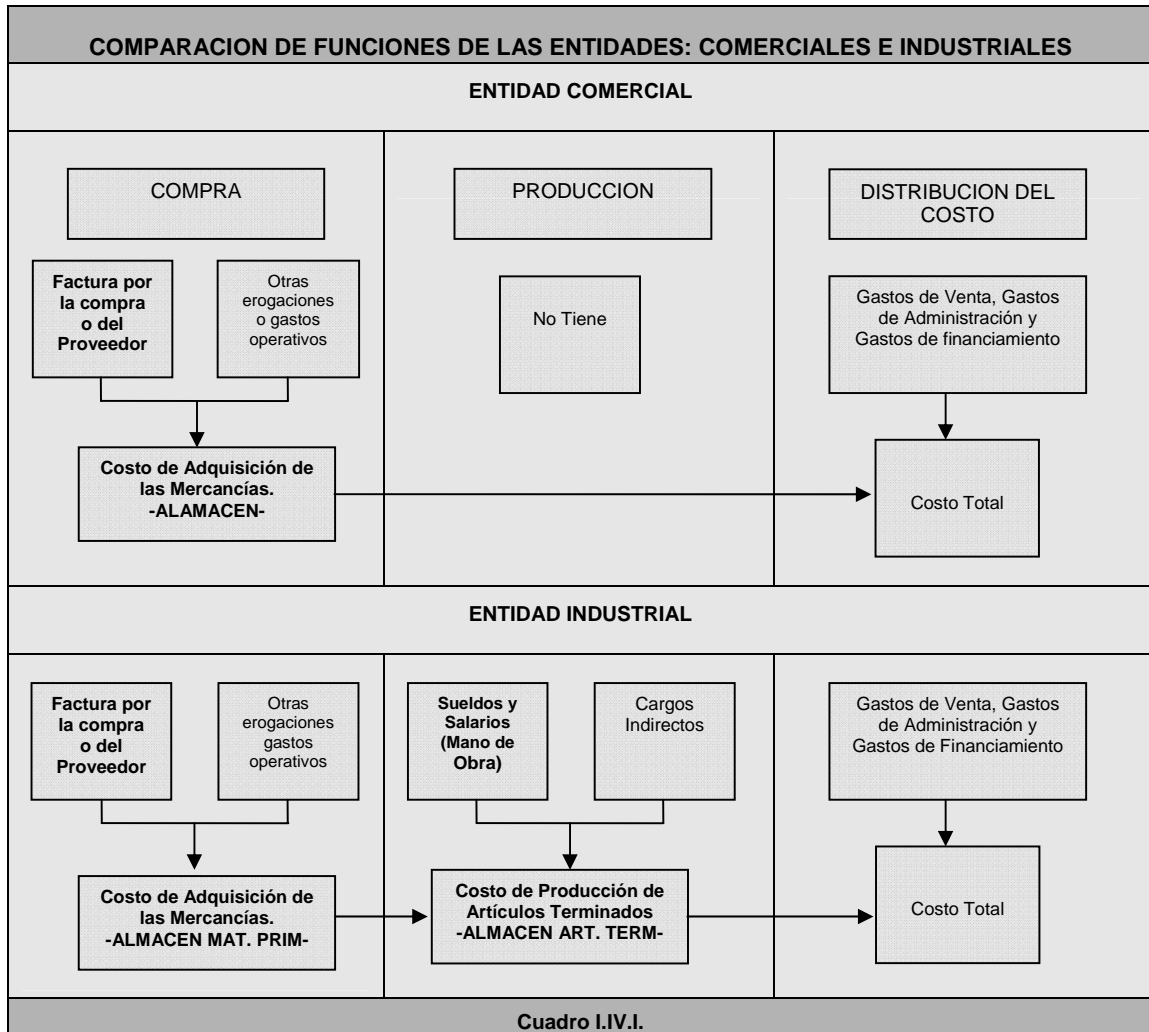 COMPARACION DE FUNCIONES DE LAS ENTIDADES: COMERCIALES E INDUSTRIALES
ENTIDAD COMERCIAL
COMPRA
PRODUCCION
DISTRIBUCION DEL
COSTO
Factura por
la compra
o del
Proveedor
Otras
erogaciones
o gastos
operativos
No Tiene
Gastos de Venta, Gastos
de Administración y
Gastos de financiamiento
Costo de Adquisición de
las Mercancías.
-ALAMACEN-
Costo Total
ENTIDAD INDUSTRIAL
Factura por
la compra
o del
Proveedor
Otras
erogaciones
gastos
operativos
Sueldos y
Salarios
(Mano de
Obra)
Cargos
Indirectos
Gastos de Venta, Gastos
de Administración y
Gastos de Financiamiento
Costo de Adquisición de
las Mercancías.
-ALMACEN MAT. PRIM-
Costo de Producción de
Artículos Terminados
-ALMACEN ART. TERM-
Costo Total
Cuadro I.IV.I.